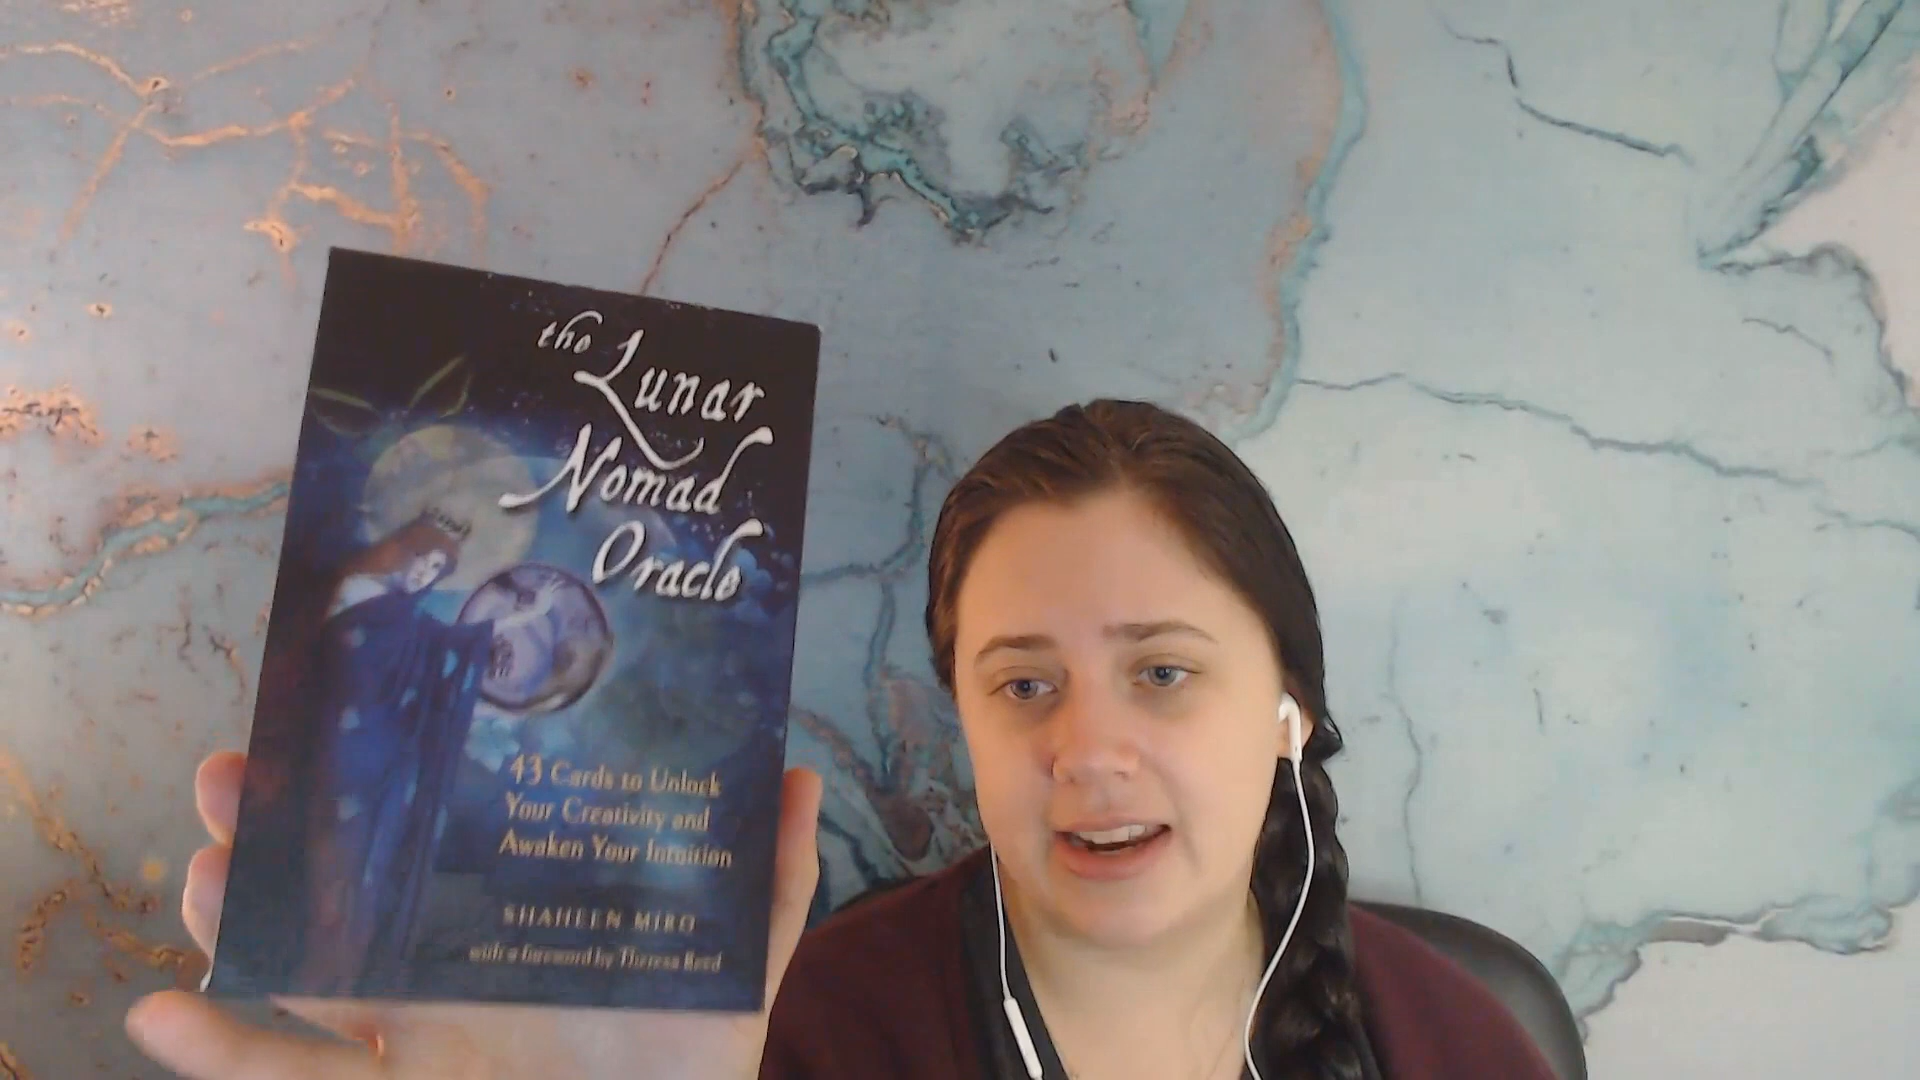 the
Lunar
Nomad
Oracle
43 Cards to Unlock
Your Creativity and
Awaken Your Intuition
SHAHEEN MIRO
with a foreword by Theresa Reed